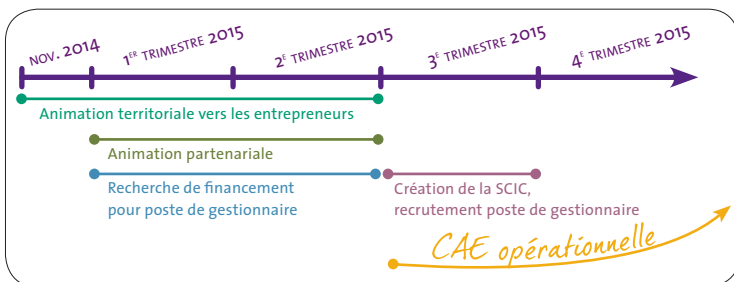 NOV. 2014
1ER TRIMESTRE 2015
2E TRIMESTRE 2015
3E TRIMESTRE 2015
4E TRIMESTRE 2015
Animation territoriale vers les entrepreneurs
Animation partenariale
Recherche de financement
pour poste de gestionnaire
Création de la SCIC,
recrutement poste de gestionnaire
CAE opérationnelle